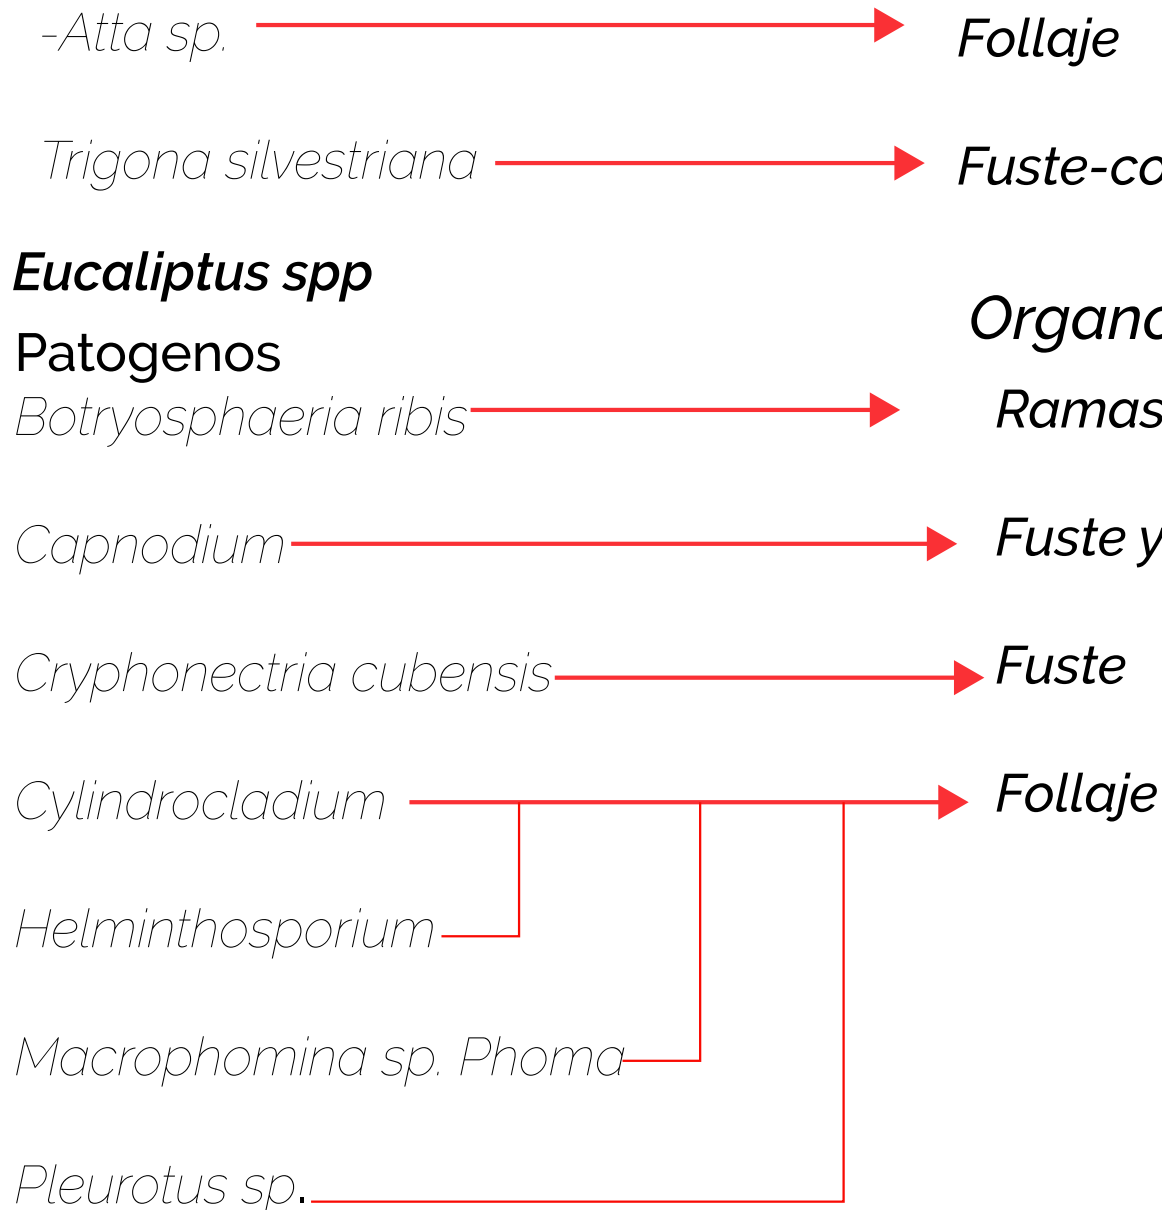 -Atta sp. Follaje
Trigona silvestriana Fuste-co
Eucaliptus spp
Organo
Patogenos
Botryosphaeria ribis Ramas
Capnodium Fuste y
Cryphonectria cubensis Fuste
Cylindrocladium Follaje
Helminthosporium
Macrophomina sp. Phoma
Pleurotus sp.